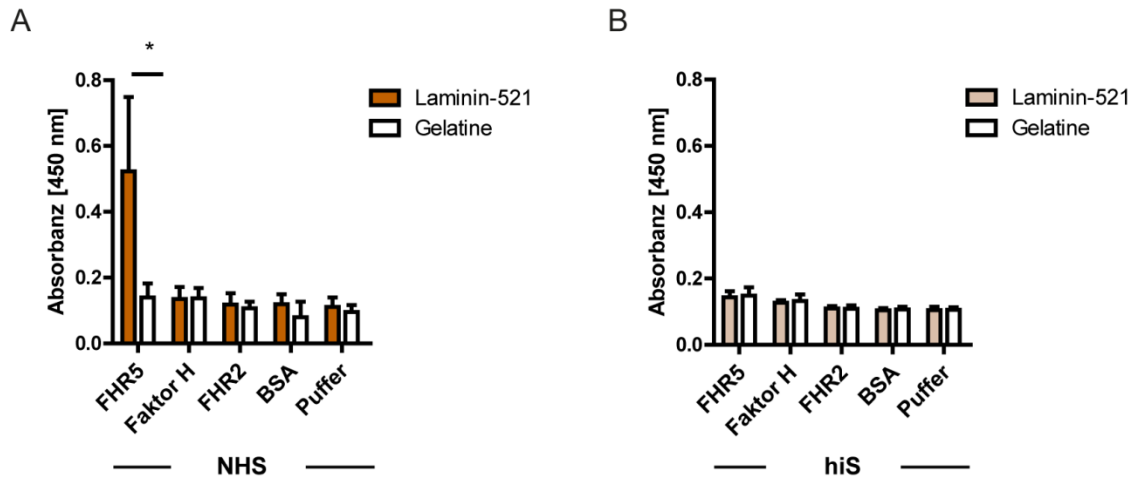 A
*
Absorbanz [450 nm]
0.8
0.6
0.4
0.2
0.0
Laminin-521
Gelatine
FHR5
Faktor H
FHR2
BSA
Puffer
NHS
B
Absorbanz [450 nm]
0.8
0.6
0.4
0.2
0.0
Laminin-521
Gelatine
FHR5
Faktor H
FHR2
BSA
Puffer
hiS